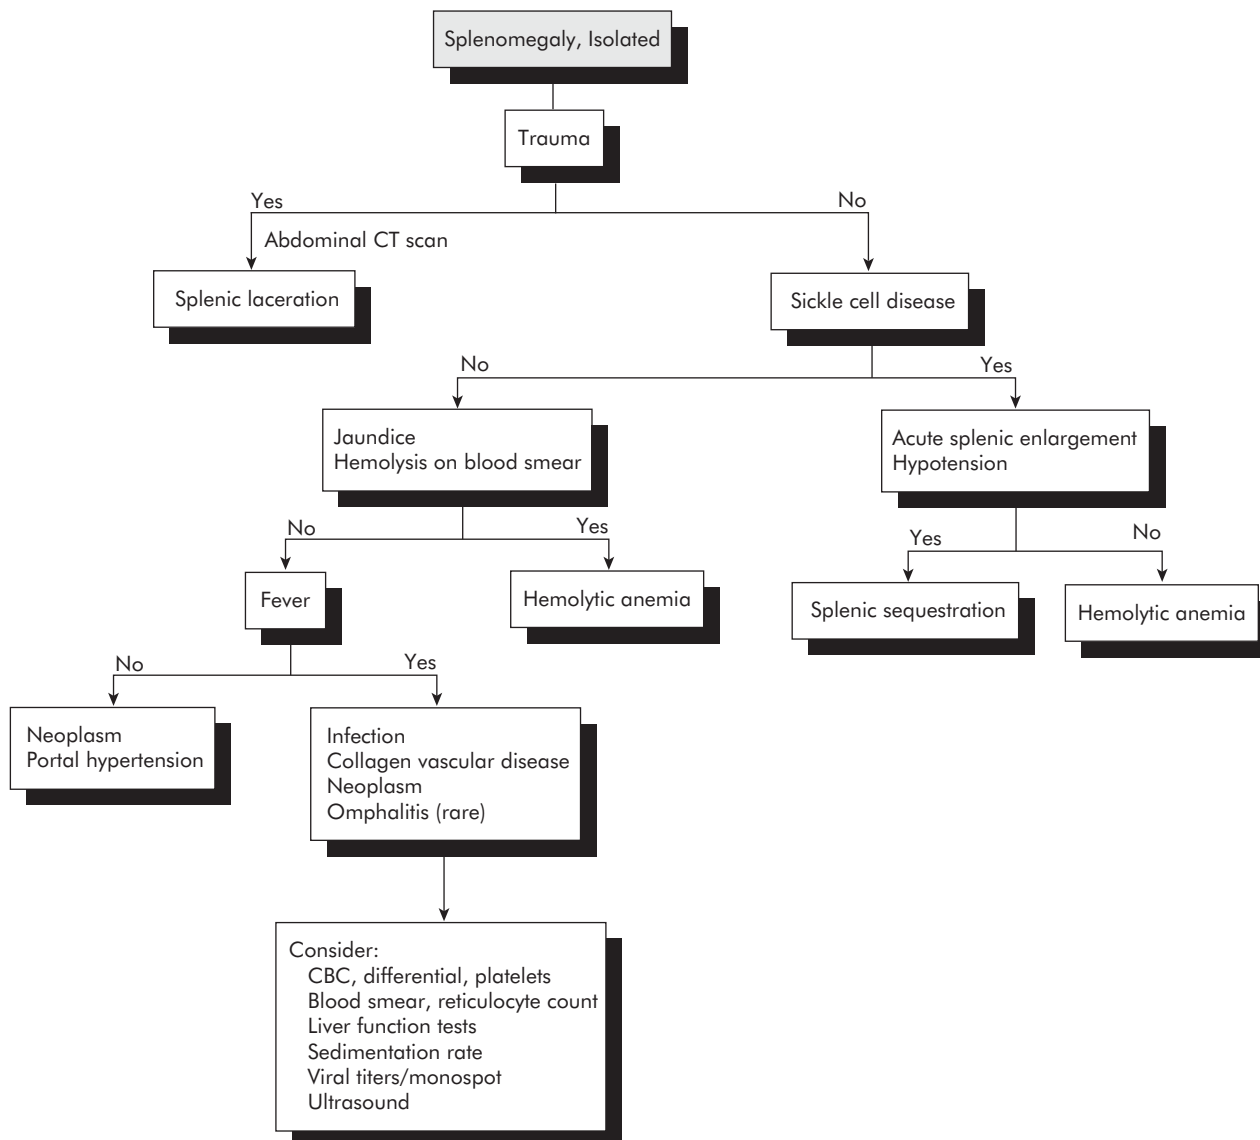 Splenomegaly, Isolated
Trauma
Yes
No
Abdominal CT scan
Splenic laceration
Sickle cell disease
No
Yes
Jaundice
Hemolysis on blood smear
Acute splenic enlargement
Hypotension
No
Yes
Yes
No
Fever
Hemolytic anemia
Splenic sequestration
Hemolytic anemia
No
Yes
Neoplasm
Portal hypertension
Infection
Collagen vascular disease
Neoplasm
Omphalitis (rare)
Consider:
CBC, differential, platelets
Blood smear, reticulocyte count
Liver function tests
Sedimentation rate
Viral titers/monospot
Ultrasound